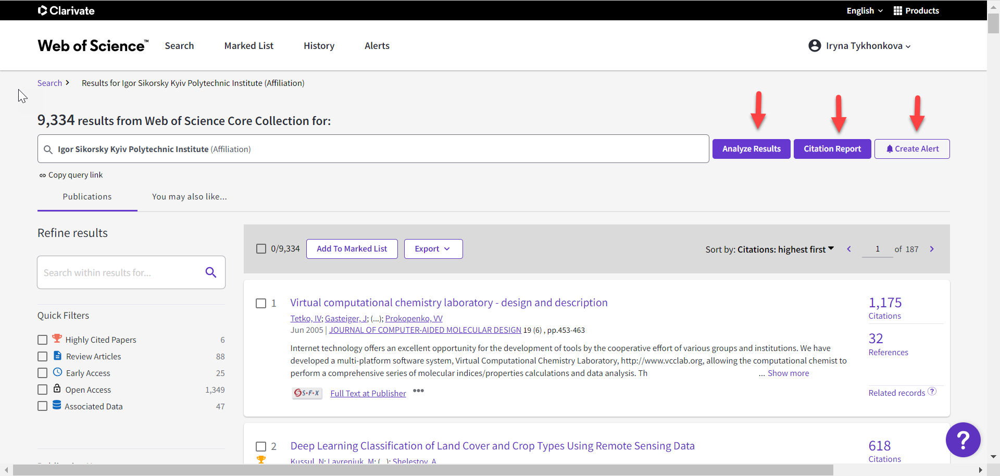 Clarivate
English
Products
Web of Science™
Search
Marked List
History
Alerts
Iryna Tykhonkova
Search
Results for Igor Sikorsky Kyiv Polytechnic Institute (Affiliation)
9,334 results from Web of Science Core Collection for:
Igor Sikorsky Kyiv Polytechnic Institute (Affiliation)
Analyze Results
Citation Report
Create Alert
Copy query link
Publications
You may also like...
Refine results
Search within results for...
Quick Filters
Highly Cited Papers 6
Review Articles 88
Early Access 25
Open Access 1,349
Associated Data 47
0/9,334
Add To Marked List
Export
Sort by: Citations: highest first
1 of 187
1
Virtual computational chemistry laboratory - design and description
Tetko, IV; Gasteiger, J; (...); Prokopenko, VV
Jun 2005 | JOURNAL OF COMPUTER-AIDED MOLECULAR DESIGN 19 (6) , pp.453-463
Internet technology offers an excellent opportunity for the development of tools by the cooperative effort of various groups and institutions. We have
developed a multi-platform software system, Virtual Computational Chemistry Laboratory, http://www.vcclab.org, allowing the computational chemist to
perform a comprehensive series of molecular indices/properties calculations and data analysis. Th ... Show more
S·F·X
Full Text at Publisher •••
1,175
Citations
32
References
Related records ?
2
Deep Learning Classification of Land Cover and Crop Types Using Remote Sensing Data
Kussul, N; Lavreniuk, M; (...); Shelestov, A
618
Citations
?